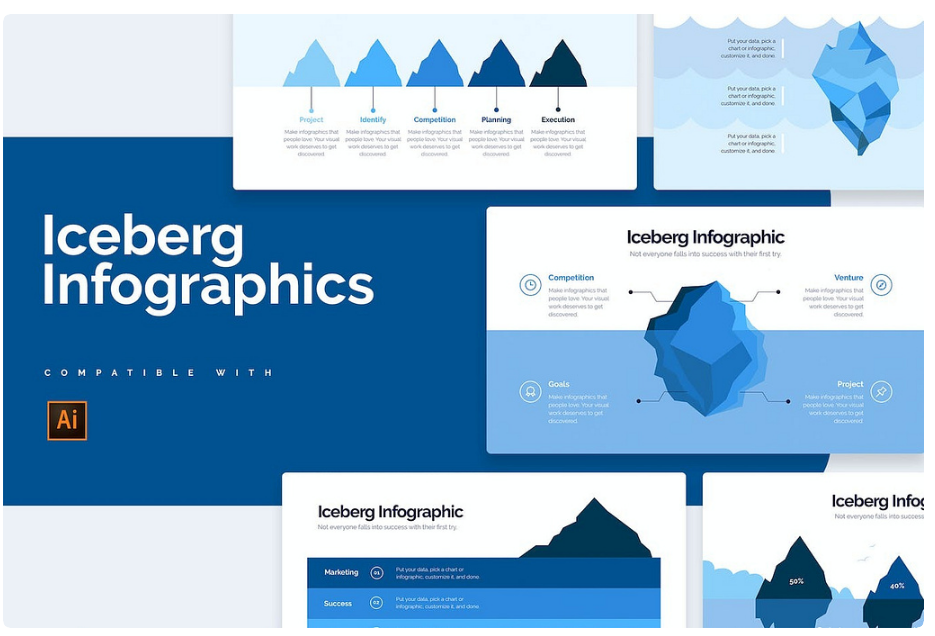 Iceberg
Infographics
COMPATIBLE WITH
Ai
Project
Make infographics that
people love. Your visual
work deserves to get
discovered.
Identify
Make infographics that
people love. Your visual
work deserves to get
discovered.
Competition
Make infographics that
people love. Your visual
work deserves to get
discovered.
Planning
Make infographics that
people love. Your visual
work deserves to get
discovered.
Execution
Make infographics that
people love. Your visual
work deserves to get
discovered.
Put your data, pick a
chart or infographic,
customize it, and done.
Put your data, pick a
chart or infographic,
customize it, and done.
Put your data, pick a
chart or infographic,
customize it, and done.
Iceberg Infographic
Not everyone falls into success with their first try.
Competition
Make infographics that
people love. Your visual
work deserves to get
discovered.
Venture
Make infographics that
people love. Your visual
work deserves to get
discovered.
Goals
Make infographics that
people love. Your visual
work deserves to get
discovered.
Project
Make infographics that
people love. Your visual
work deserves to get
discovered.
Iceberg Infographic
Not everyone falls into success with their first try.
Marketing
01
Put your data, pick a chart or
infographic, customize it, and done
Success
02
Put your data, pick a chart or
infographic, customize it, and done
Iceberg Infog
Not everyone falls into success
50%
40%